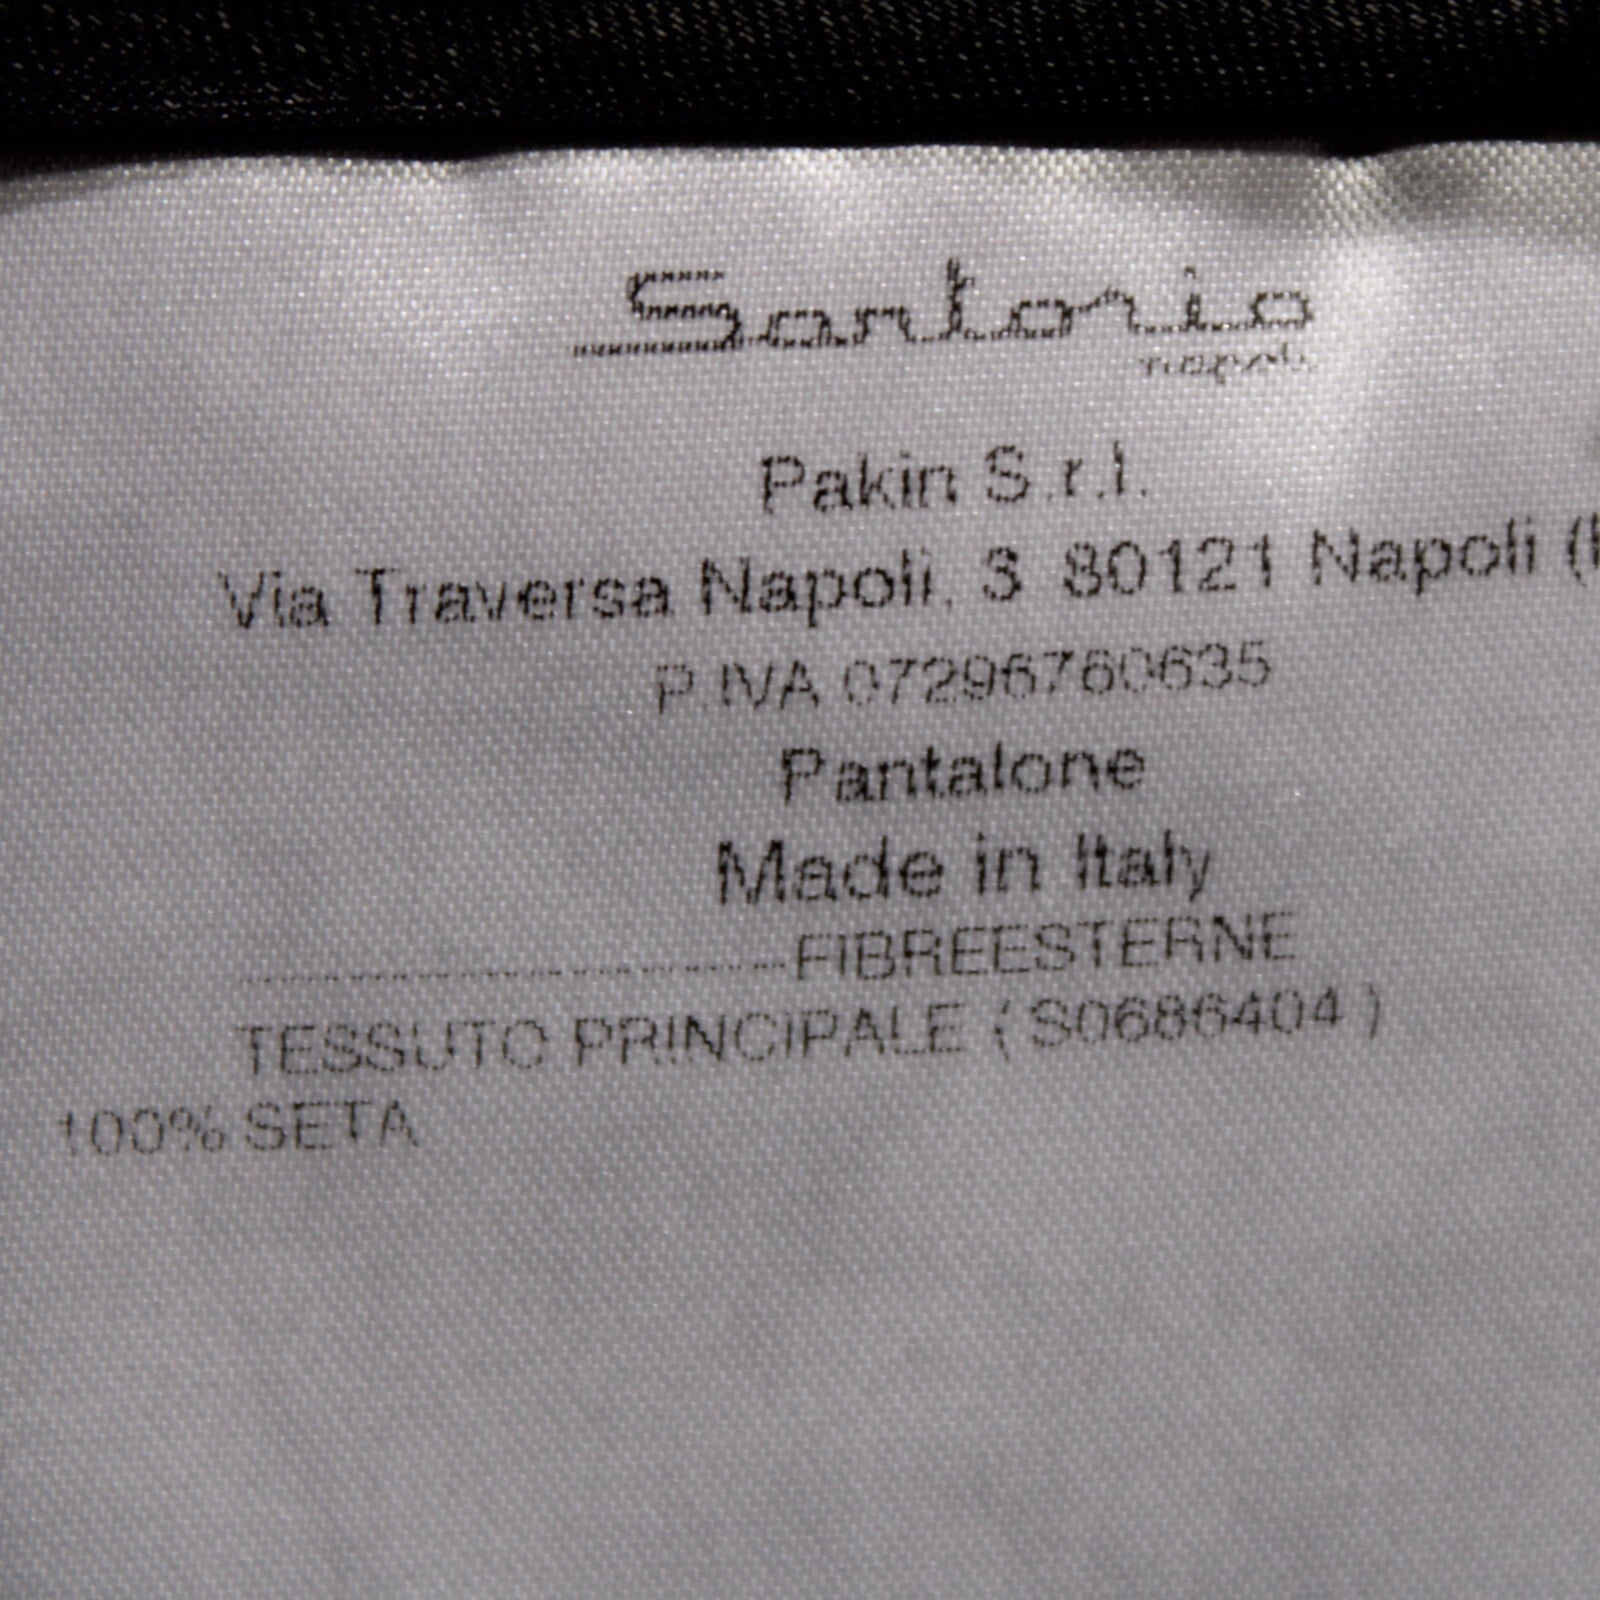 Sartorio
napoli
Pakin S.r.l.
Via Traversa Napoli, 3 80121 Napoli (I
P.IVA 07296760635
Pantalone
Made in Italy
FIBREESTERNE
TESSUTO PRINCIPALE ( S0686404 )
100% SETA